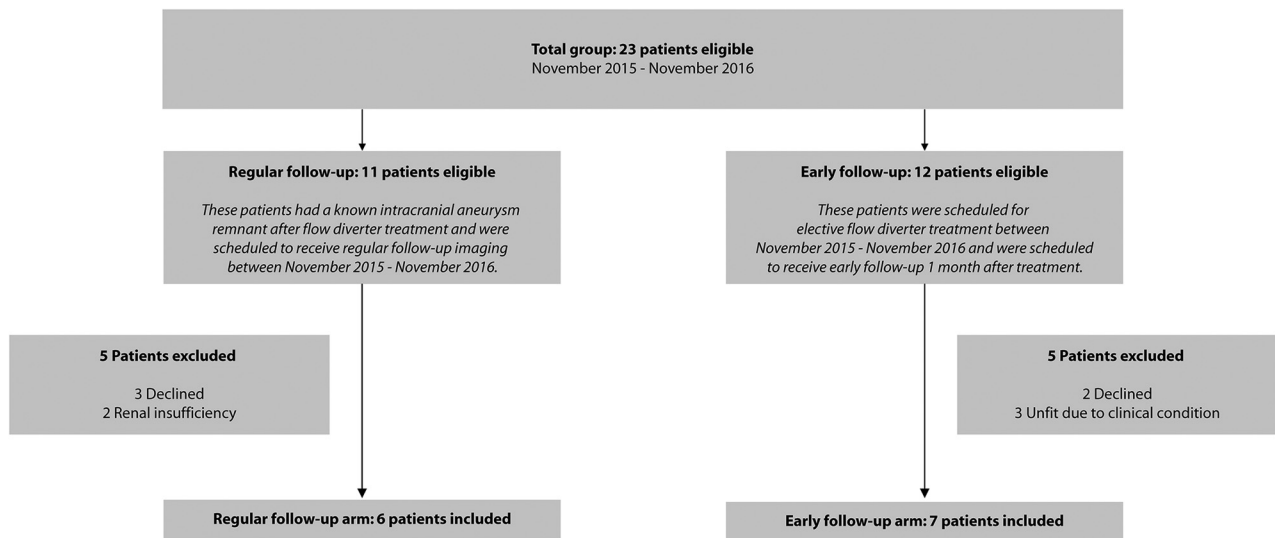 Total group: 23 patients eligible
November 2015 - November 2016
Regular follow-up: 11 patients eligible
These patients had a known intracranial aneurysm
remnant after flow diverter treatment and were
scheduled to receive regular follow-up imaging
between November 2015 - November 2016.
Early follow-up: 12 patients eligible
These patients were scheduled for
elective flow diverter treatment between
November 2015 - November 2016 and were scheduled
to receive early follow-up 1 month after treatment.
5 Patients excluded
3 Declined
2 Renal insufficiency
5 Patients excluded
2 Declined
3 Unfit due to clinical condition
Regular follow-up arm: 6 patients included
Early follow-up arm: 7 patients included